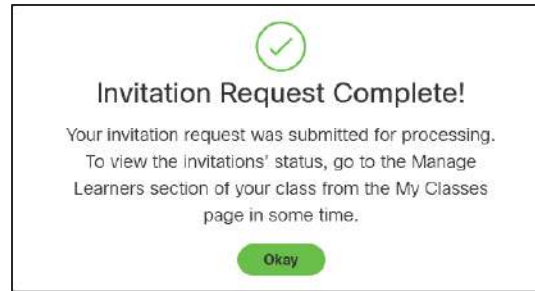 Invitation Request Complete!
Your invitation request was submitted for processing.
To view the invitations' status, go to the Manage
Learners section of your class from the My Classes
page in some time.
Okay